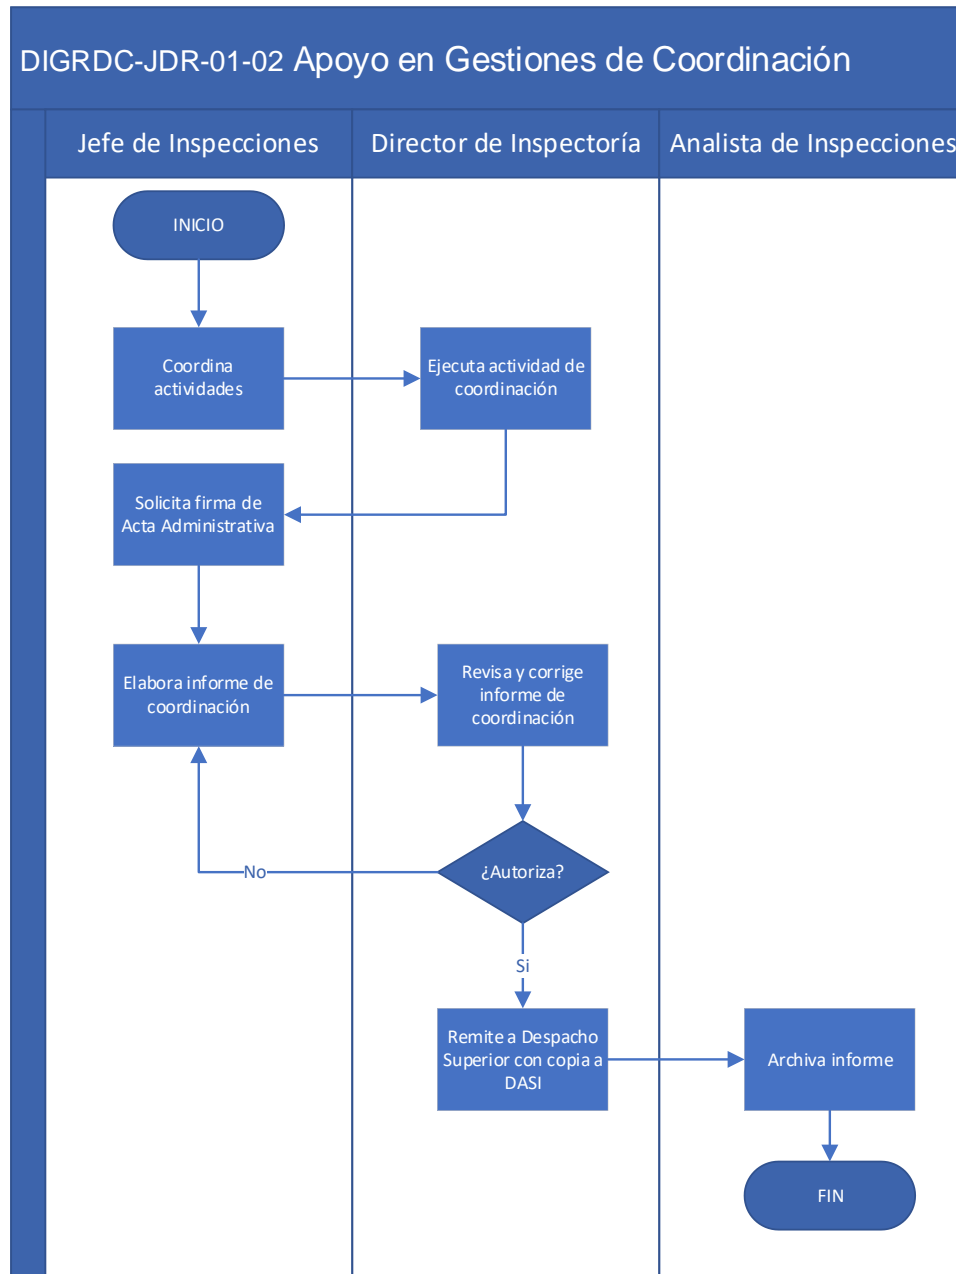 DIGRDC-JDR-01-02 Apoyo en Gestiones de Coordinación
Jefe de Inspecciones
Director de Inspectoría
Analista de Inspecciones
INICIO
Coordina
actividades
Ejecuta actividad de
coordinación
Solicita firma de
Acta Administrativa
Elabora informe de
coordinación
Revisa y corrige
informe de
coordinación
¿Autoriza?
No
Si
Remite a Despacho
Superior con copia a
DASI
Archiva informe
FIN